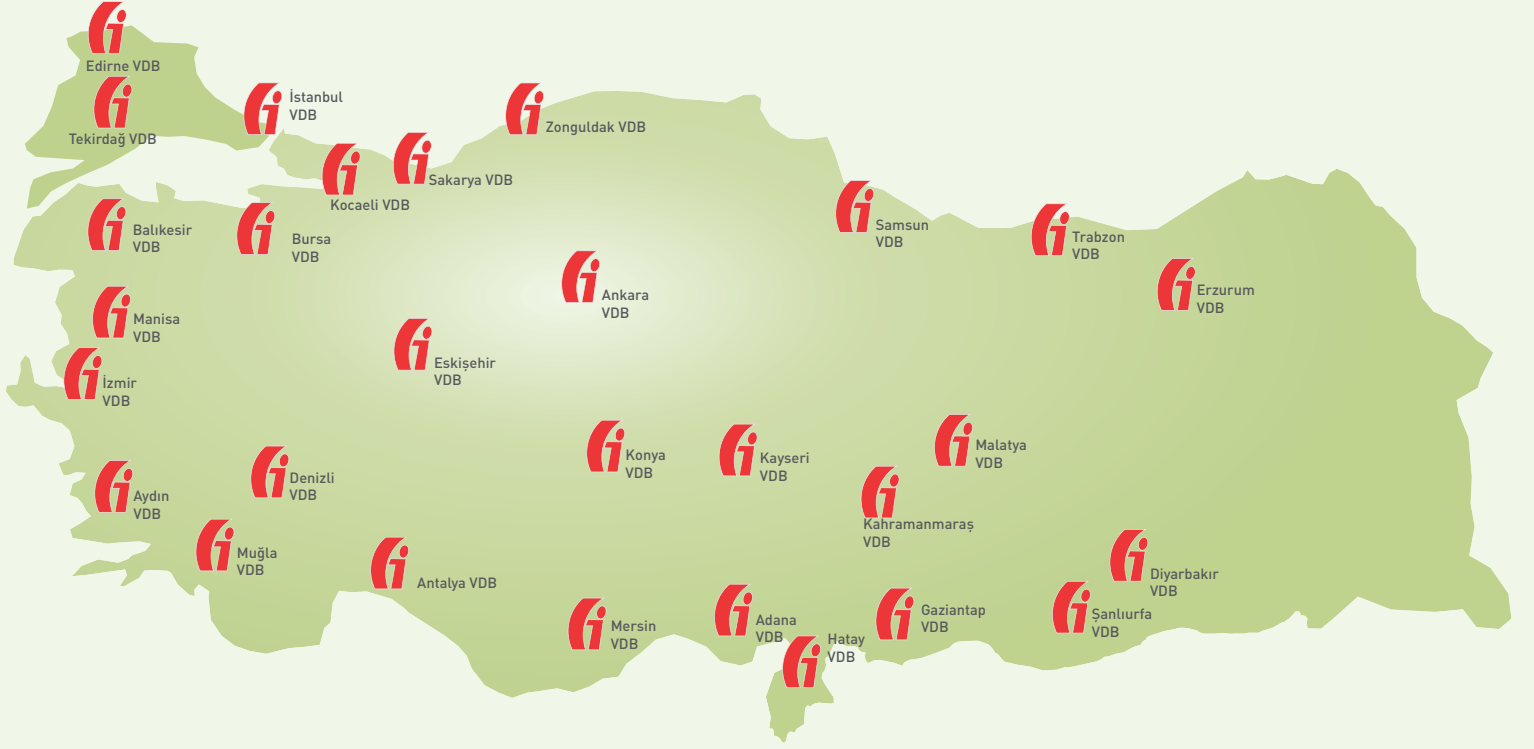 Edirne VDB
Tekirdağ VDB
İstanbul
VDB
Zonguldak VDB
Sakarya VDB
Kocaeli VDB
Balıkesir
VDB
Bursa
VDB
Samsun
VDB
Trabzon
VDB
Erzurum
VDB
Ankara
VDB
Manisa
VDB
Eskişehir
VDB
İzmir
VDB
Konya
VDB
Kayseri
VDB
Malatya
VDB
Denizli
VDB
Aydın
VDB
Kahramanmaraş
VDB
Muğla
VDB
Antalya VDB
Diyarbakır
VDB
Mersin
VDB
Adana
VDB
Gaziantep
VDB
Şanlıurfa
VDB
Hatay
VDB